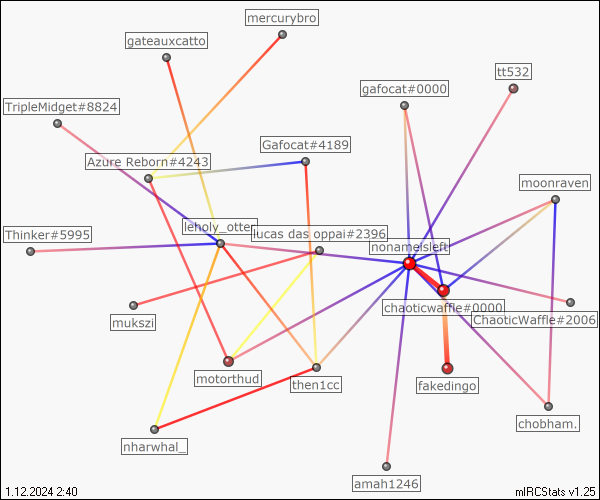 mercurybro
gateauxcatto
tt532
gafocat#0000
TripleMidget#8824
Gafocat#4189
Azure Reborn#4243
moonraven
leholy_otter
Thinker#5995
lucas das oppai#2396
nonameisleft
chaoticwaffle#0000
ChaoticWaffle#2006
mukszi
motorthud
then1cc
fakedingo
chobham.
nharwhal_
amah1246
1.12.2024 2:40
mIRCStats v1.25